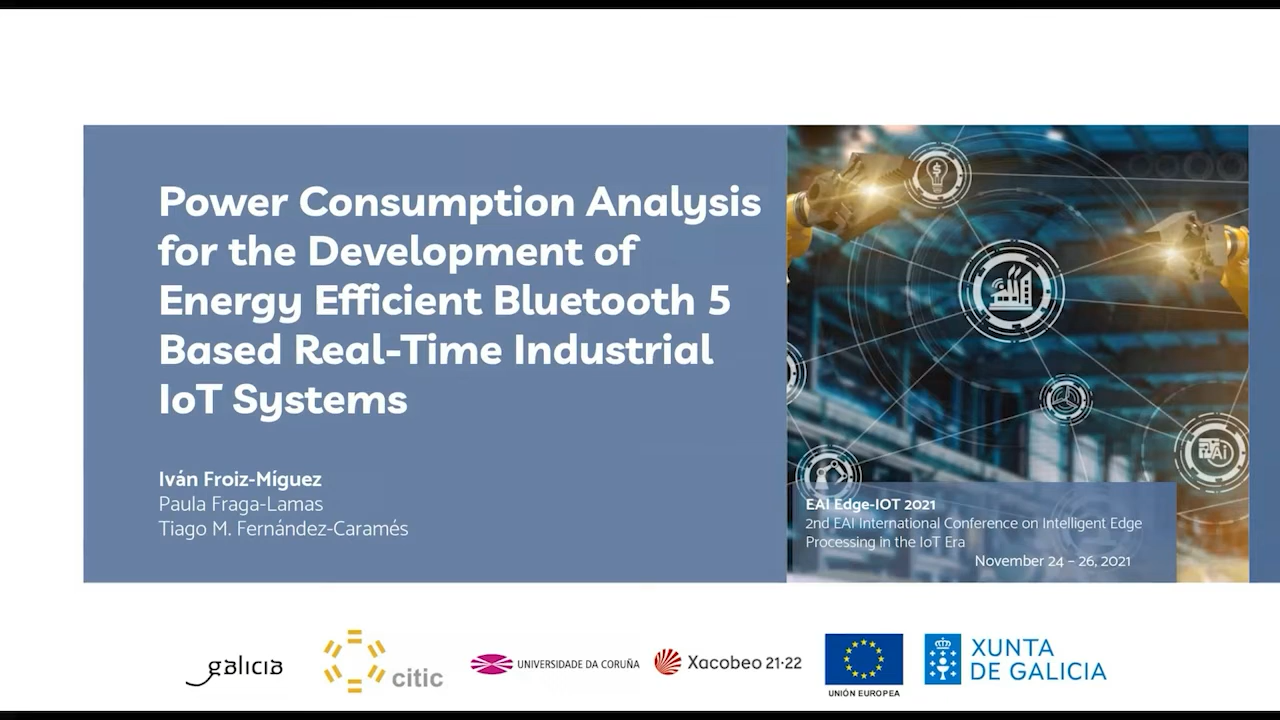 Power Consumption Analysis
for the Development of
Energy Efficient Bluetooth 5
Based Real-Time Industrial
IoT Systems
Iván Froiz-Míguez
Paula Fraga-Lamas
Tiago M. Fernández-Caramés
$
Ai
EAI Edge-IOT 2021
2nd EAI International Conference on Intelligent Edge
Processing in the IoT Era
November 24 – 26, 2021
galicia
citic
UNIVERSIDADE DA CORUÑA
Xacobeo 21·22
UNIÓN EUROPEA
XUNTA
DE GALICIA